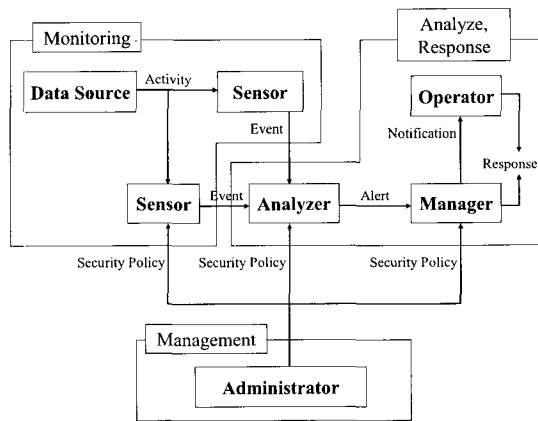 Monitoring
Analyze,
Response
Data Source
Activity
Sensor
Operator
Event
Notification
Response
Sensor
Event
Analyzer
Alert
Manager
Security Policy
Security Policy
Security Policy
Management
Administrator